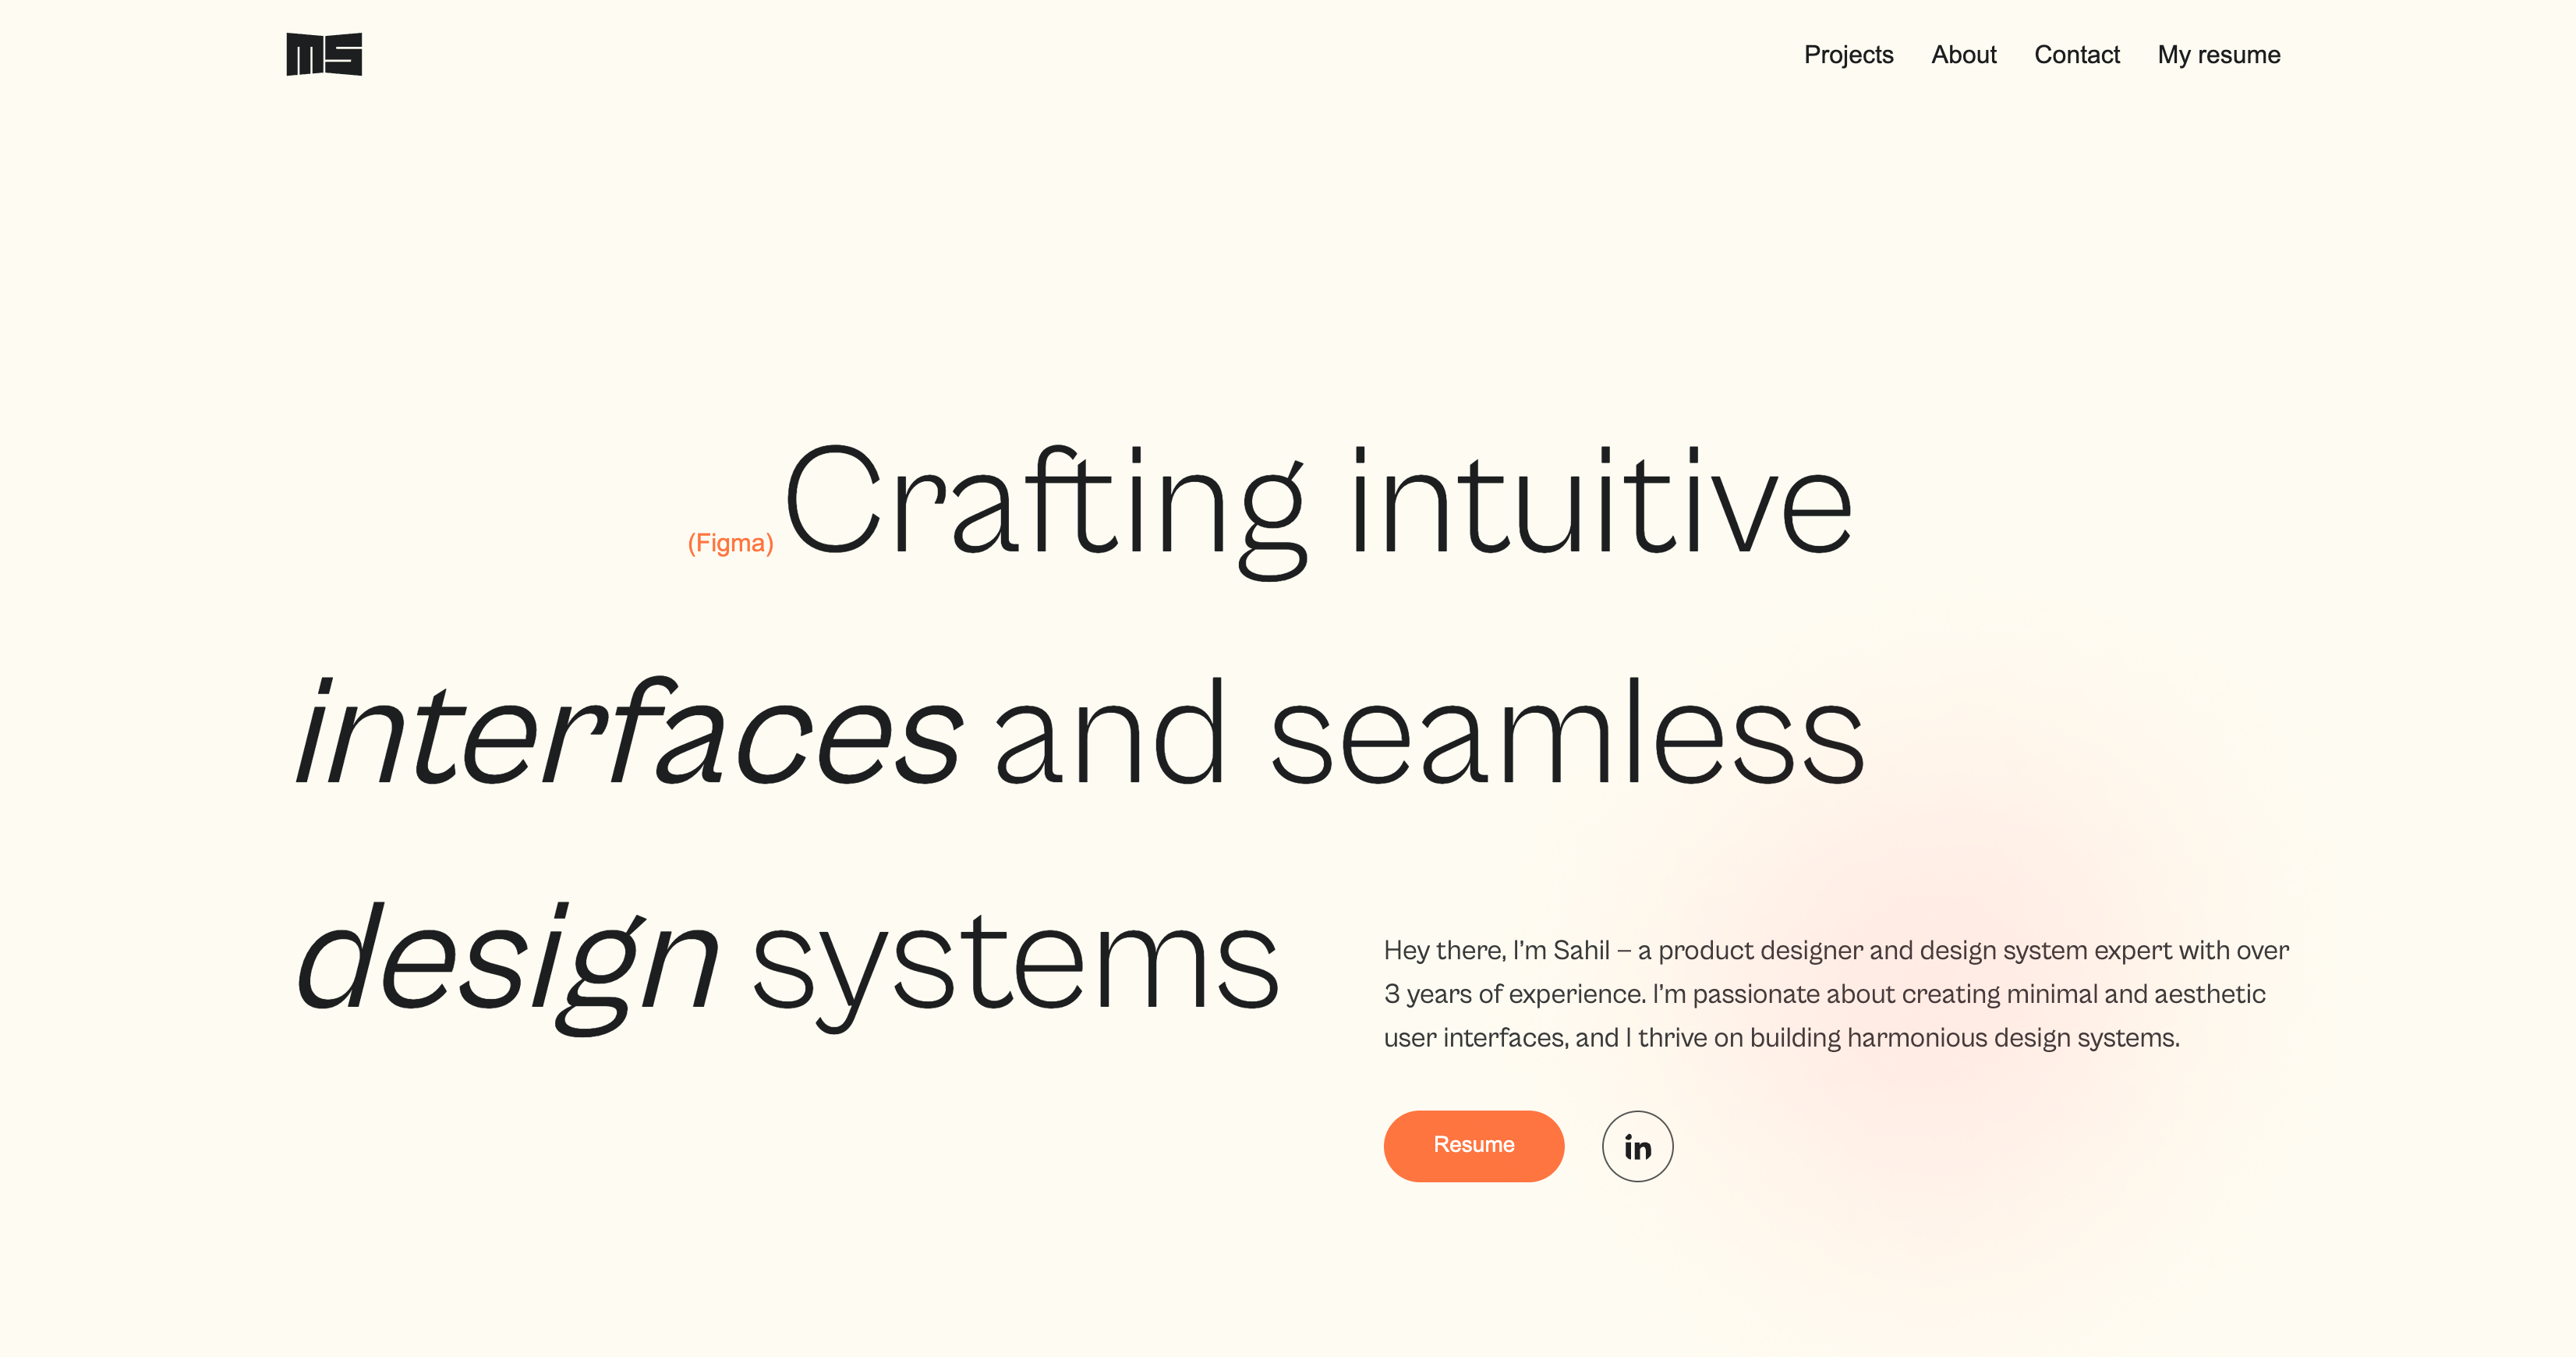 MS
Projects About Contact My resume
(Figma) Crafting intuitive
interfaces and seamless
design systems
Hey there, I’m Sahil – a product designer and design system expert with over
3 years of experience. I’m passionate about creating minimal and aesthetic
user interfaces, and I thrive on building harmonious design systems.
Resume in